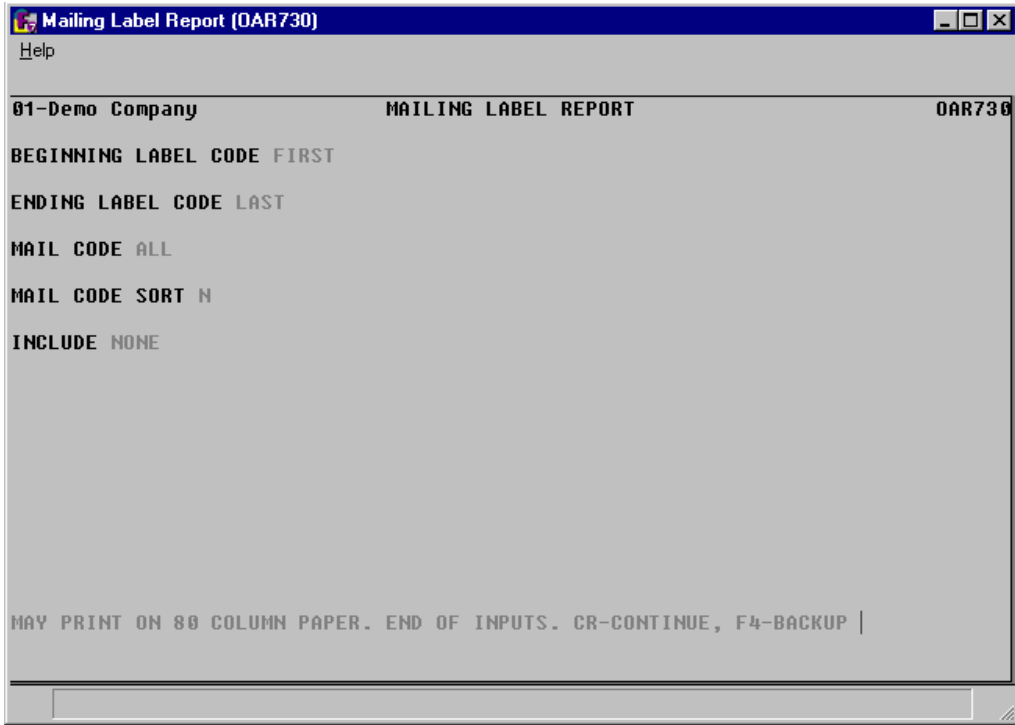 Mailing Label Report (OAR730)
Help
01-Demo Company MAILING LABEL REPORT OAR730
BEGINNING LABEL CODE FIRST
ENDING LABEL CODE LAST
MAIL CODE ALL
MAIL CODE SORT N
INCLUDE NONE
MAY PRINT ON 80 COLUMN PAPER. END OF INPUTS. CR-CONTINUE, F4-BACKUP